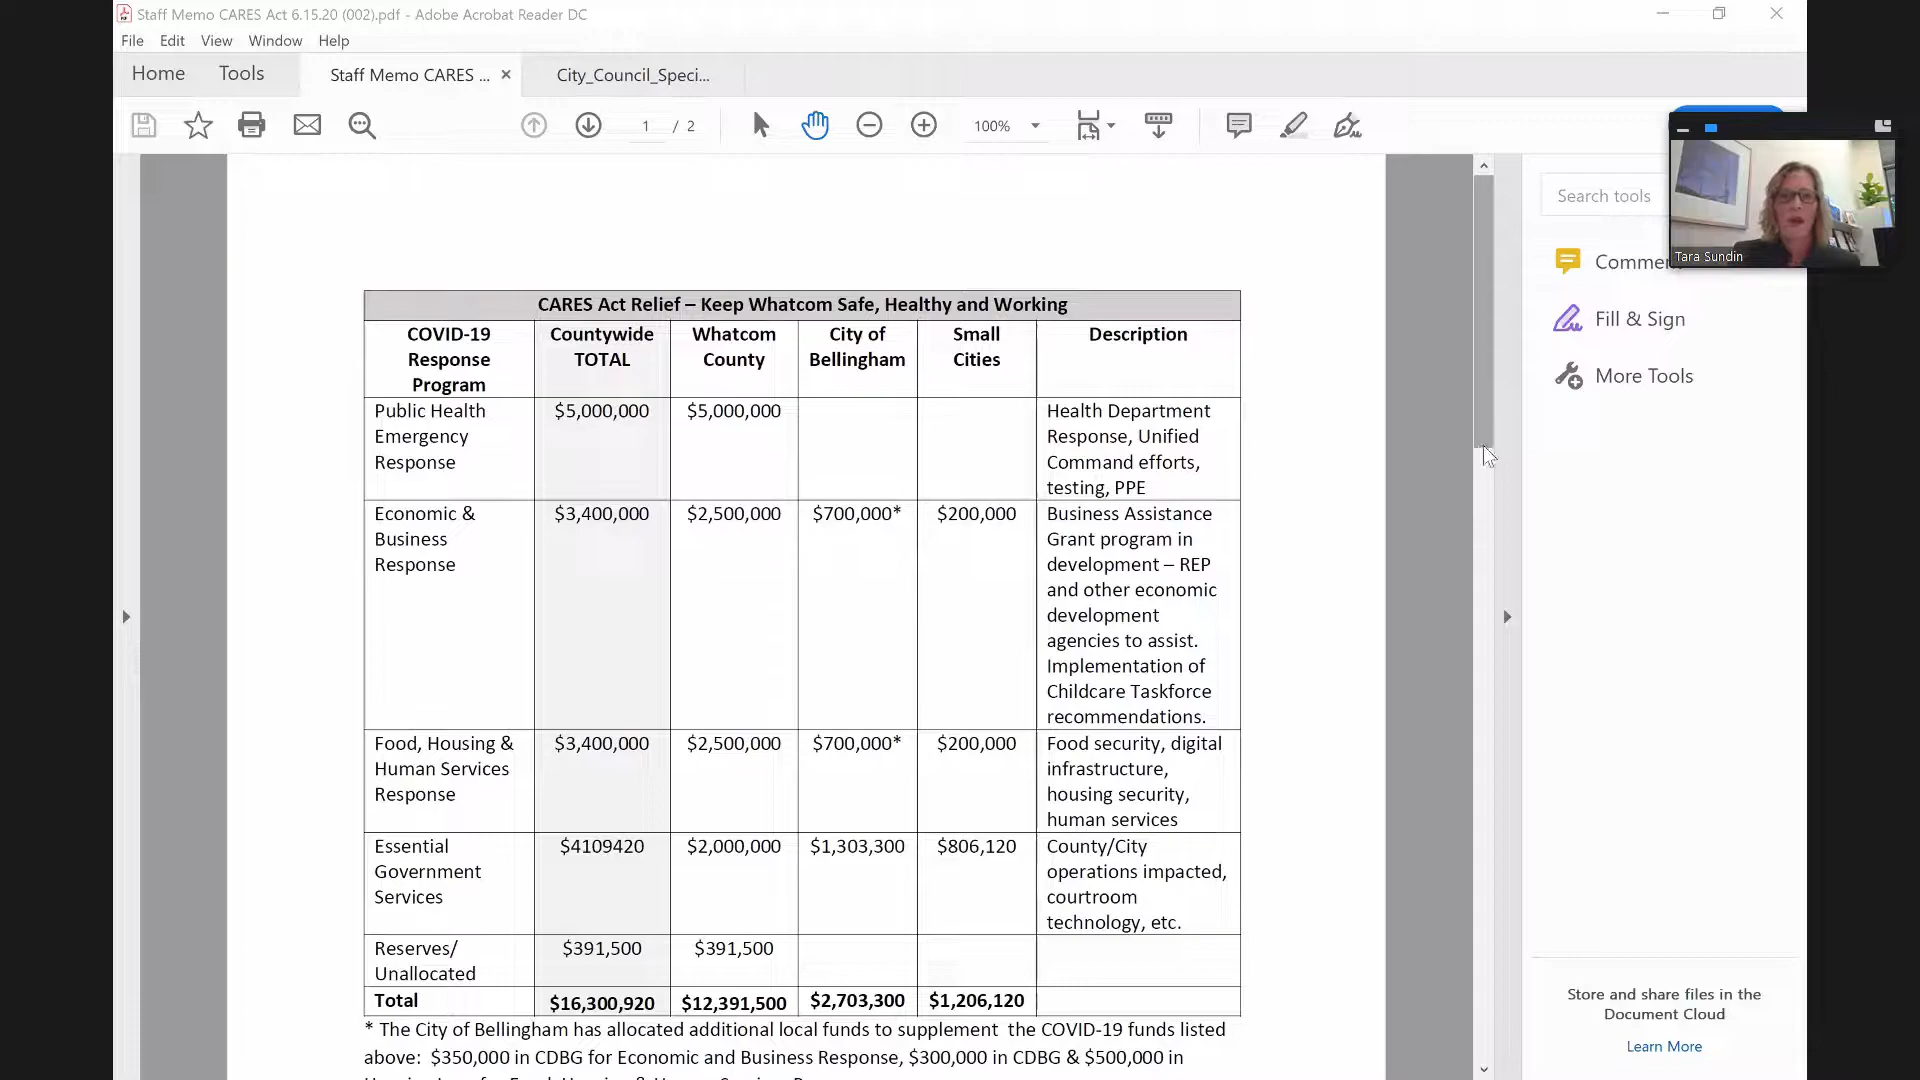 Staff Memo CARES Act 6.15.20 (002).pdf - Adobe Acrobat Reader DC
File Edit View Window Help
Home Tools Staff Memo CARES ... City_Council_Speci...
1 / 2 100%
Search tools
Tara Sundin
Commen
Fill & Sign
More Tools
CARES Act Relief – Keep Whatcom Safe, Healthy and Working
COVID-19 Response Program Countywide TOTAL Whatcom County City of Bellingham Small Cities Description
Public Health Emergency Response $5,000,000 $5,000,000 Health Department Response, Unified Command efforts, testing, PPE
Economic & Business Response $3,400,000 $2,500,000 $700,000* $200,000 Business Assistance Grant program in development – REP and other economic development agencies to assist. Implementation of Childcare Taskforce recommendations.
Food, Housing & Human Services Response $3,400,000 $2,500,000 $700,000* $200,000 Food security, digital infrastructure, housing security, human services
Essential Government Services $4109420 $2,000,000 $1,303,300 $806,120 County/City operations impacted, courtroom technology, etc.
Reserves/ Unallocated $391,500 $391,500
Total $16,300,920 $12,391,500 $2,703,300 $1,206,120
* The City of Bellingham has allocated additional local funds to supplement the COVID-19 funds listed
above: $350,000 in CDBG for Economic and Business Response, $300,000 in CDBG & $500,000 in
Store and share files in the
Document Cloud
Learn More